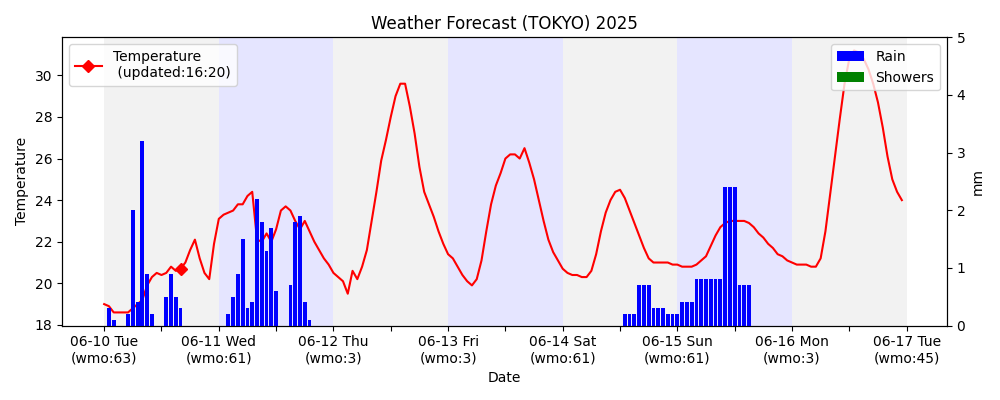 Weather Forecast (TOKYO) 2025
Temperature
(updated:16:20)
Rain
Showers
Temperature
30
28
26
24
22
20
18
5
4
3
2
1
0
mm
06-10 Tue
(wmo:63)
06-11 Wed
(wmo:61)
06-12 Thu
(wmo:3)
06-13 Fri
(wmo:3)
06-14 Sat
(wmo:61)
06-15 Sun
(wmo:61)
06-16 Mon
(wmo:3)
06-17 Tue
(wmo:45)
Date